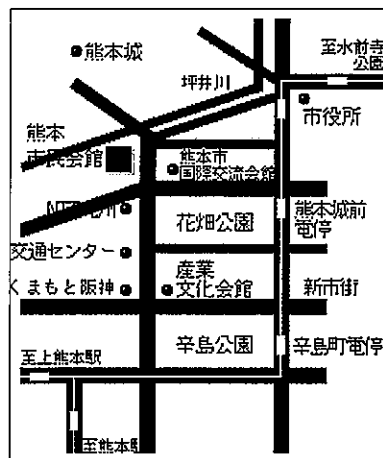 熊本城
至水前寺
公園
坪井川
市役所
熊本
市民会館
熊本市
国際交流会館
花畑公園
熊本城前
電停
交通センター
産業
文化会館
くまもと阪神
新市街
辛島公園
辛島町電停
至上熊本駅
至熊本駅